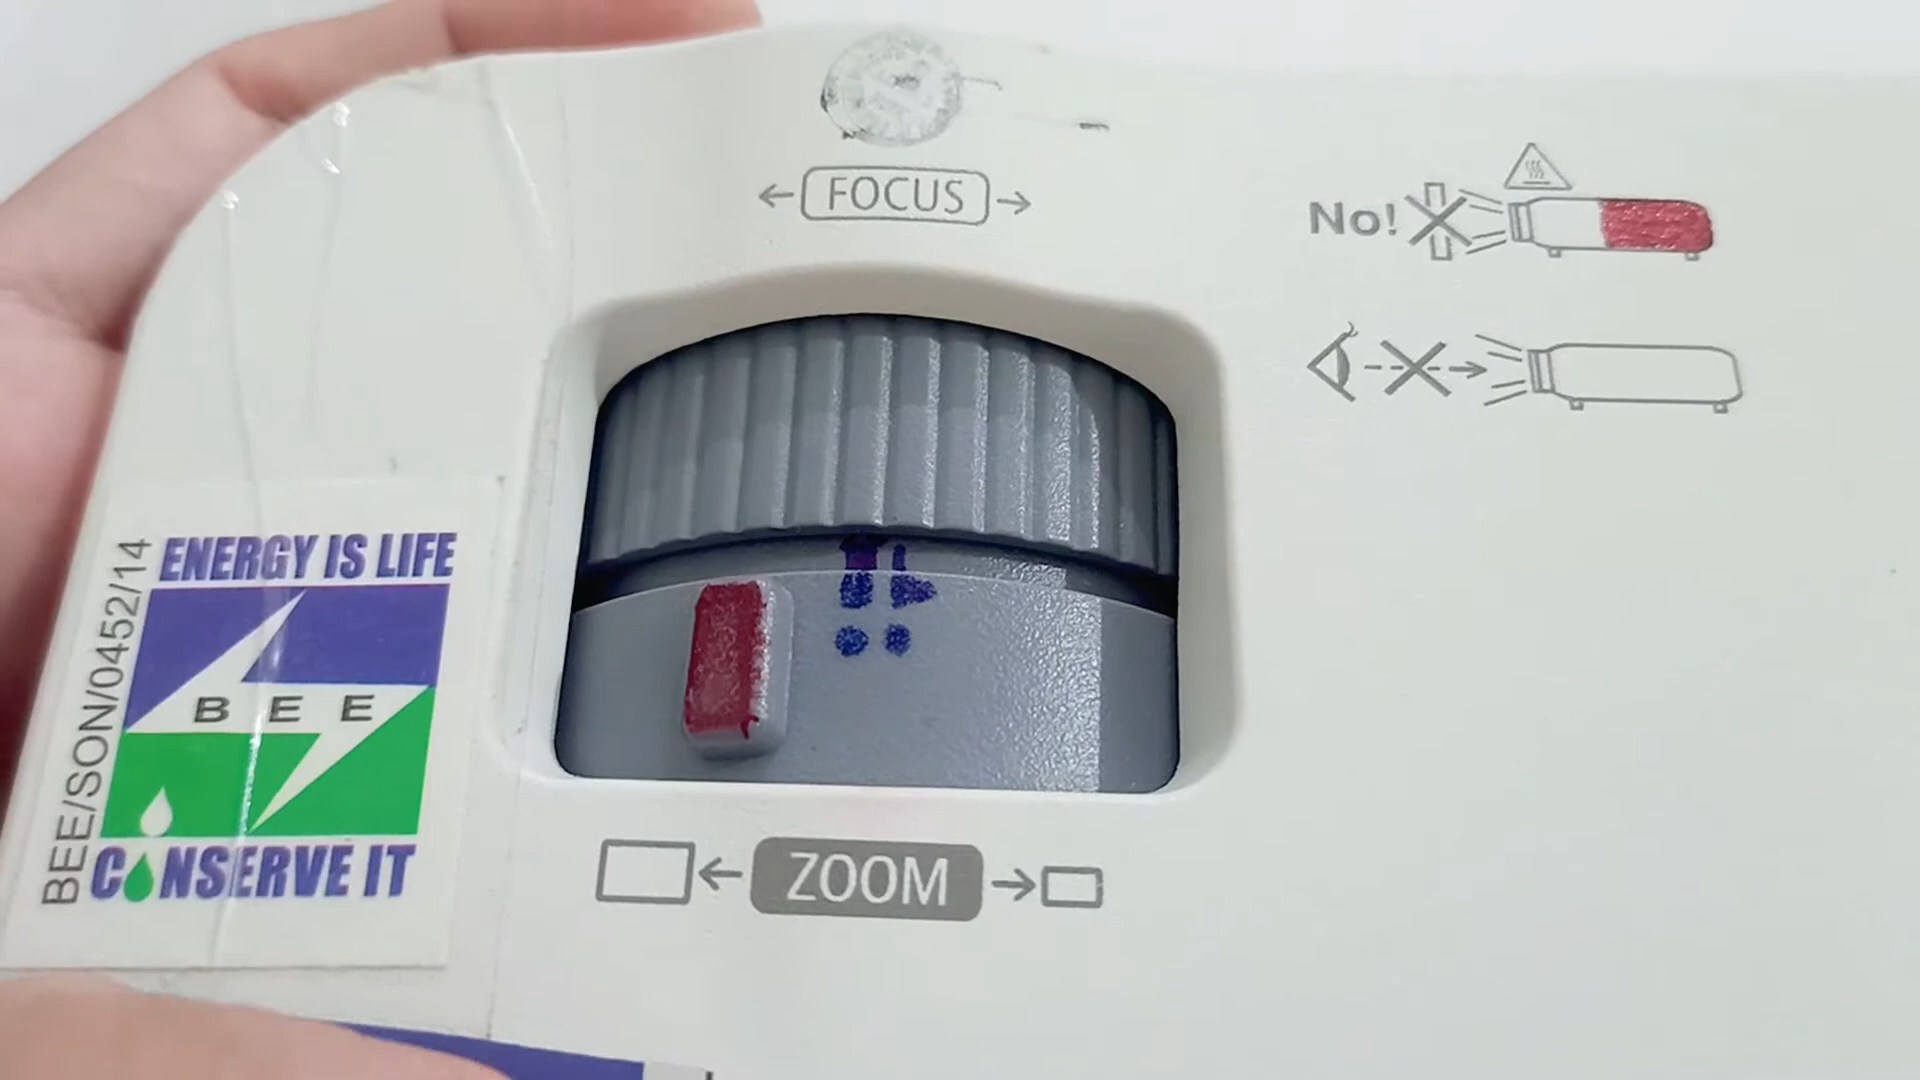 FOCUS
No!
ENERGY IS LIFE
BEE/SON/0452/14
BEE
CONSERVE IT
ZOOM